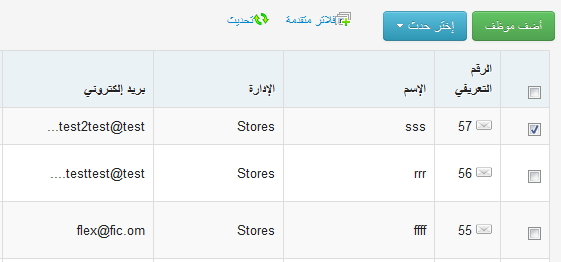 أضف موظف
إختر حدث
فلاتر متقدمة
تحديث
الرقم التعريفي
الإسم
الإدارة
بريد إلكتروني
57 sss Stores ...test2test@test
56 rrr Stores ....testtest@test
55 ffff Stores flex@fic.om